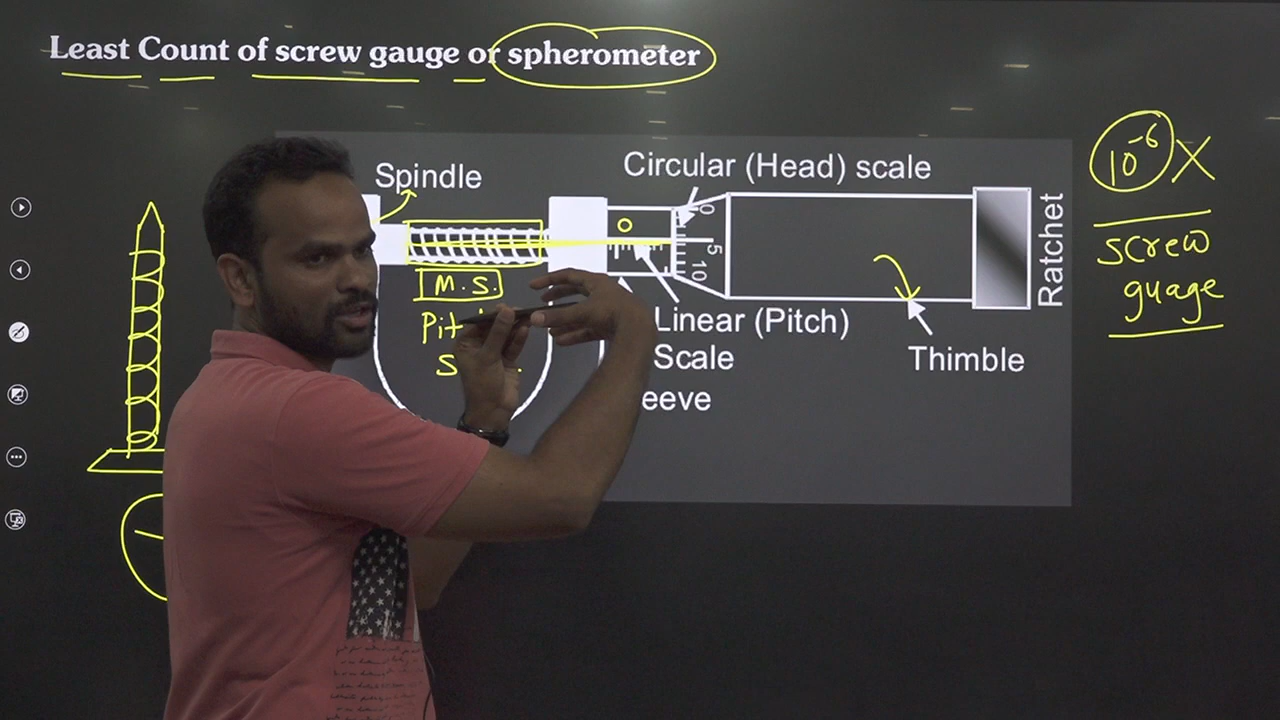 Least Count of screw gauge or spherometer
Circular (Head) scale
Spindle
0
5
10
M.S.
Linear (Pitch)
Scale
eeve
Thimble
Ratchet
10⁻⁶ X
screw
guage